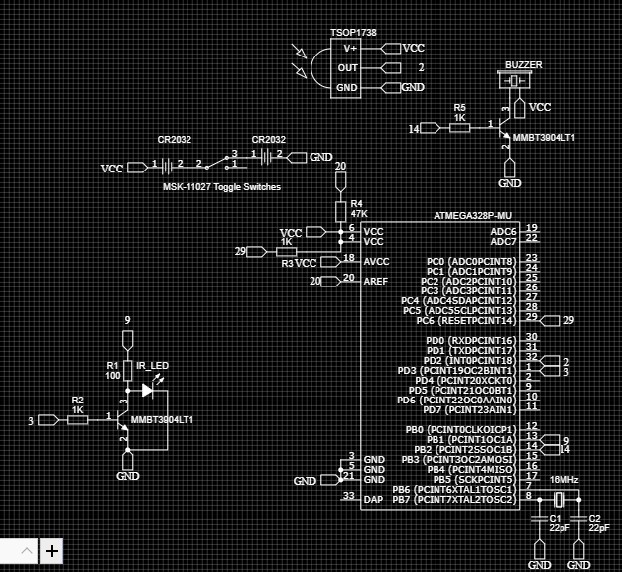 TSOP1738
V+
VCC
OUT
2
GND
GND
BUZZER
R5
1K
14
1
3
VCC
MMBT3904LT1
2
GND
CR2032
CR2032
VCC
1
2
2
3
1
1
2
GND
MSK-11027 Toggle Switches
20
R4
47K
ATMEGA328P-MU
VCC
6
VCC
4
VCC
29
1K
R3
VCC
18
AVCC
20
20
AREF
ADC6
19
ADC7
22
PC0 (ADC0PCINT8)
23
PC1 (ADC1PCINT9)
24
PC2 (ADC2PCINT10)
25
PC3 (ADC3PCINT11)
26
PC4 (ADC4SDAPCINT12)
27
PC5 (ADC5SCLPCINT13)
28
PC6 (RESETPCINT14)
29
29
PD0 (RXDPCINT16)
30
PD1 (TXDPCINT17)
31
PD2 (INT0PCINT18)
32
2
PD3 (PCINT19OC2BINT1)
1
3
PD4 (PCINT20XCKT0)
2
PD5 (PCINT21OC0BT1)
9
PD6 (PCINT22OC0AAIN0)
10
PD7 (PCINT23AIN1)
11
PB0 (PCINT0CLKOICP1)
12
PB1 (PCINT1OC1A)
13
9
PB2 (PCINT2SSOC1B)
14
14
PB3 (PCINT3OC2AMOSI)
15
PB4 (PCINT4MISO)
16
PB5 (SCKPCINT5)
17
PB6 (PCINT6XTAL1TOSC1)
7
PB7 (PCINT7XTAL2TOSC2)
8
3
GND
5
GND
GND
21
GND
33
DAP
16MHz
C1
22pF
C2
22pF
GND
GND
9
R1
100
IR_LED
3
R2
1K
1
3
MMBT3904LT1
2
GND
+